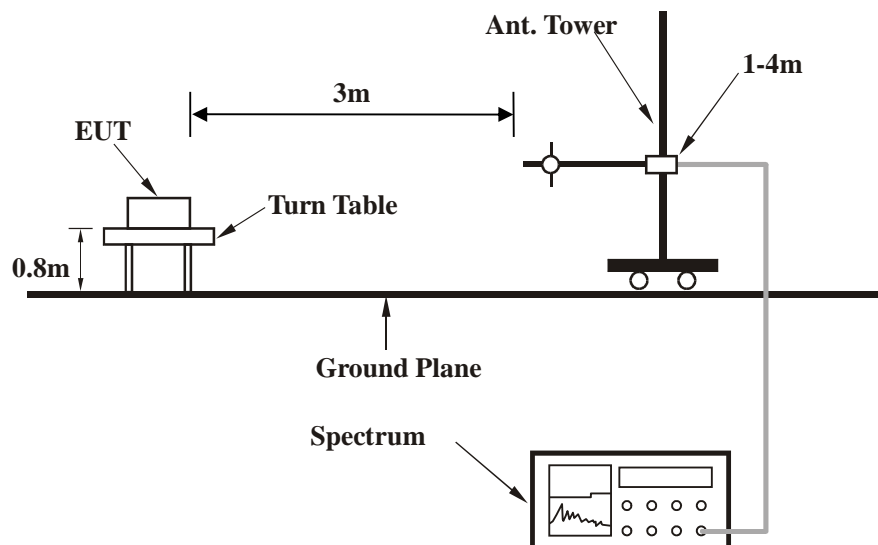 Ant. Tower
1-4m
3m
EUT
Turn Table
0.8m
Ground Plane
Spectrum